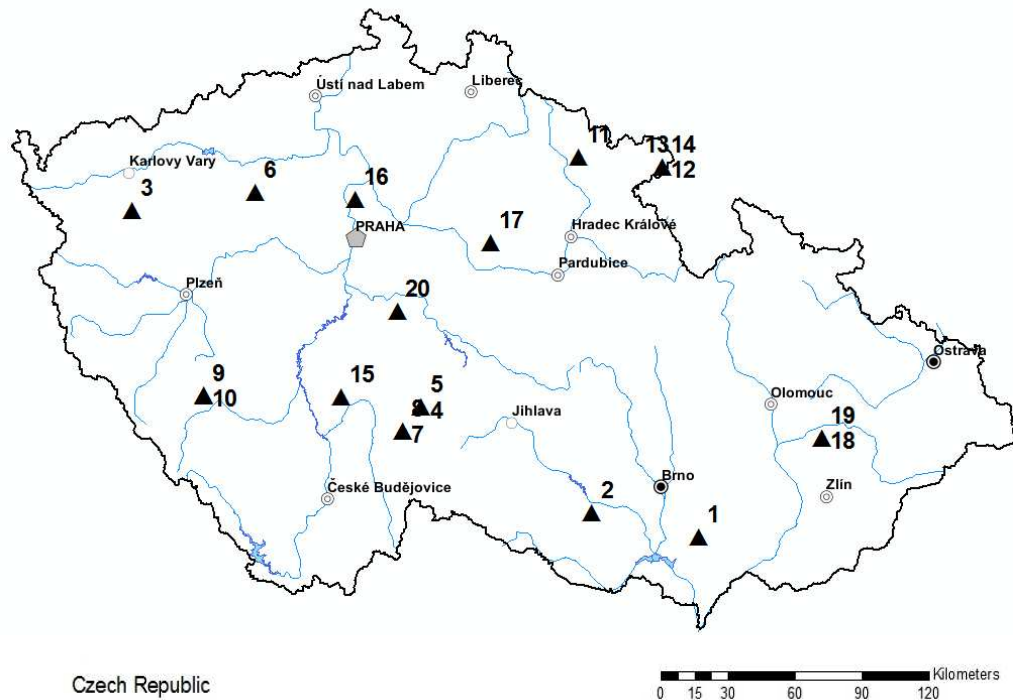 Ústí nad Labem
Liberec
11
1314
12
Karlovy Vary
3
6
16
PRAHA
17
Hradec Králové
Pardubice
Plzeň
20
Ostrava
9
10
15
5
8 4
7
Jihlava
Olomouc
19
18
Zlín
Brno
České Budějovice
2
1
Czech Republic
Kilometers
0 15 30 60 90 120